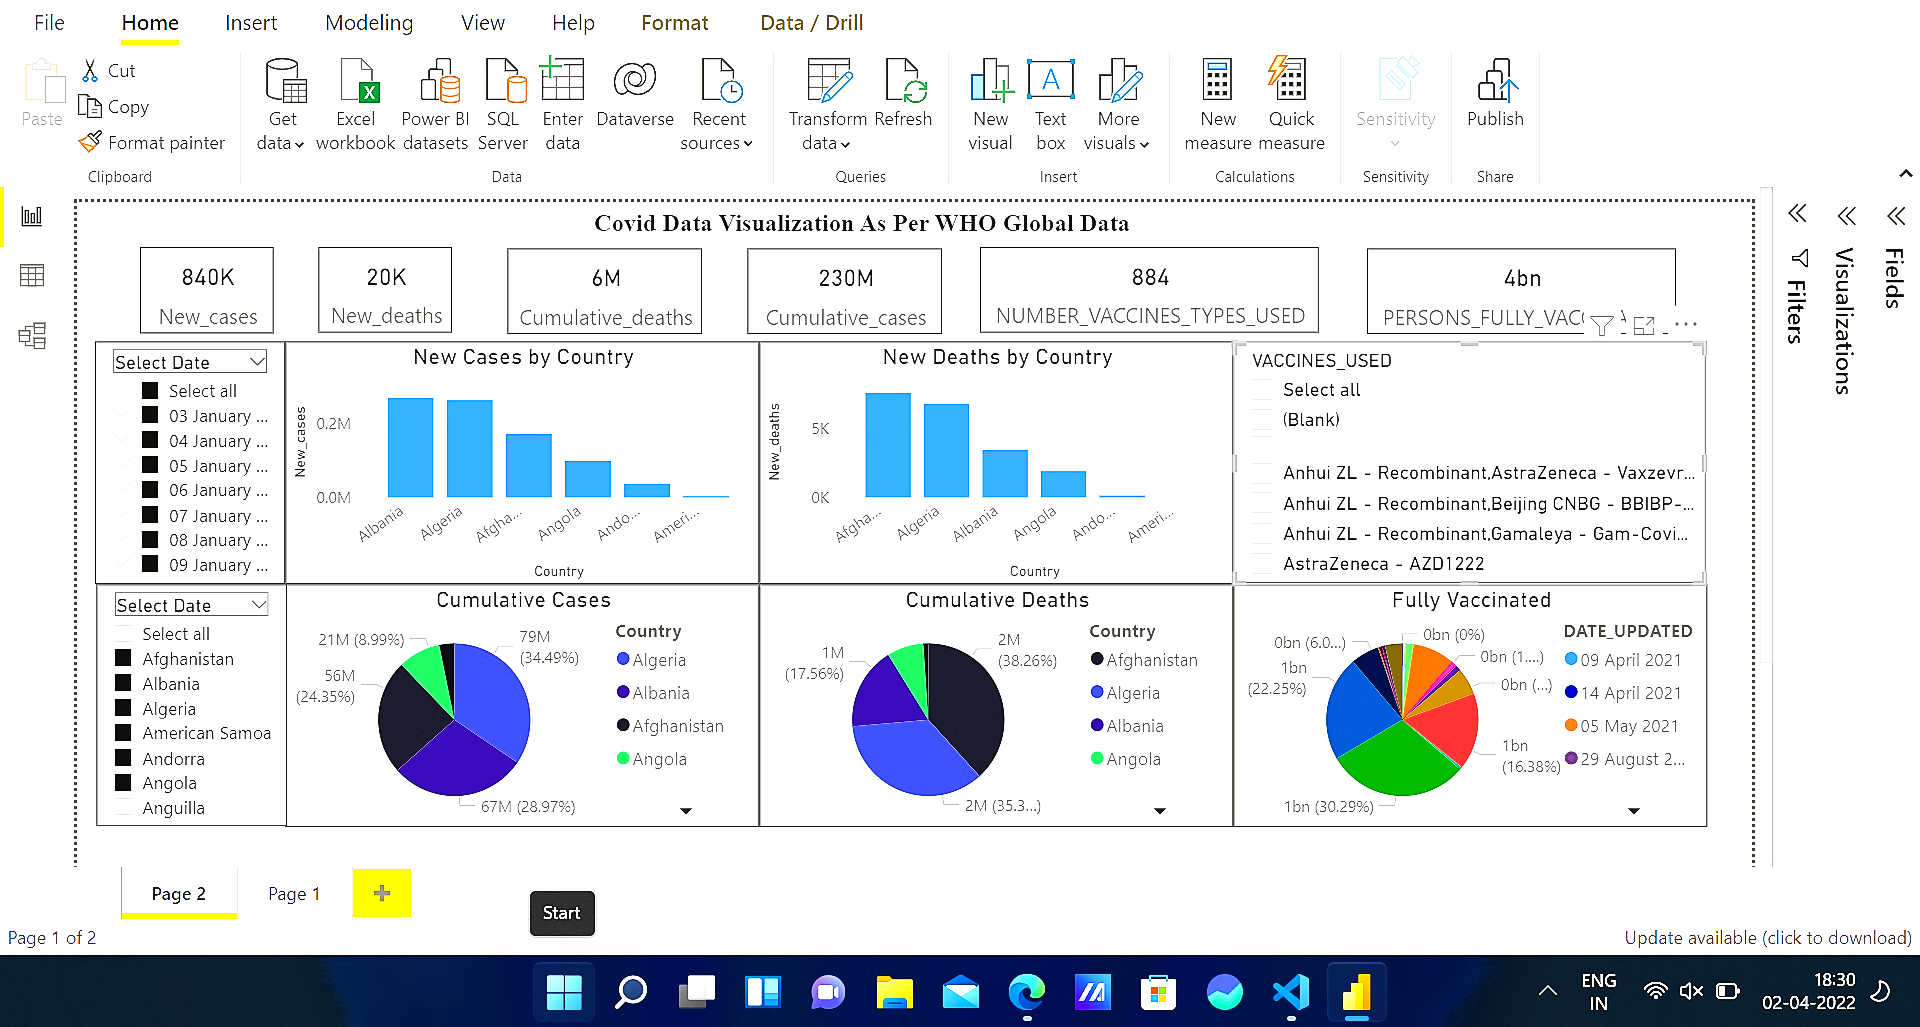 File Home Insert Modeling View Help Format Data / Drill
Paste
Cut
Copy
Format painter
Clipboard
Get data
Excel workbook
Power BI datasets
SQL Server
Enter data
Dataverse
Recent sources
Data
Transform data
Refresh
Queries
New visual
Text box
More visuals
Insert
New measure
Quick measure
Calculations
Sensitivity
Sensitivity
Publish
Share
Covid Data Visualization As Per WHO Global Data
840K
New_cases
20K
New_deaths
6M
Cumulative_deaths
230M
Cumulative_cases
884
NUMBER_VACCINES_TYPES_USED
4bn
PERSONS_FULLY_VACC
Filters
Visualizations
Fields
Select Date
Select all
03 January ...
04 January ...
05 January ...
06 January ...
07 January ...
08 January ...
09 January ...
New Cases by Country
New_cases
0.2M
0.0M
Albania
Algeria
Afgha...
Angola
Ando...
Ameri...
Country
New Deaths by Country
New_deaths
5K
0K
Afgha...
Algeria
Albania
Angola
Ando...
Ameri...
Country
VACCINES_USED
Select all
(Blank)
Anhui ZL - Recombinant,AstraZeneca - Vaxzevr...
Anhui ZL - Recombinant,Beijing CNBG - BBIBP-...
Anhui ZL - Recombinant,Gamaleya - Gam-Covi...
AstraZeneca - AZD1222
Select Date
Select all
Afghanistan
Albania
Algeria
American Samoa
Andorra
Angola
Anguilla
Cumulative Cases
21M (8.99%)
79M
(34.49%)
56M
(24.35%)
67M (28.97%)
Country
Algeria
Albania
Afghanistan
Angola
Cumulative Deaths
1M
(17.56%)
2M
(38.26%)
2M (35.3...)
Country
Afghanistan
Algeria
Albania
Angola
Fully Vaccinated
0bn (6.0...)
0bn (0%)
0bn (1....)
0bn (...)
1bn
(22.25%)
1bn
(16.38%)
1bn (30.29%)
DATE_UPDATED
09 April 2021
14 April 2021
05 May 2021
29 August 2...
Page 2
Page 1
Start
Page 1 of 2
Update available (click to download)
ENG
IN
18:30
02-04-2022